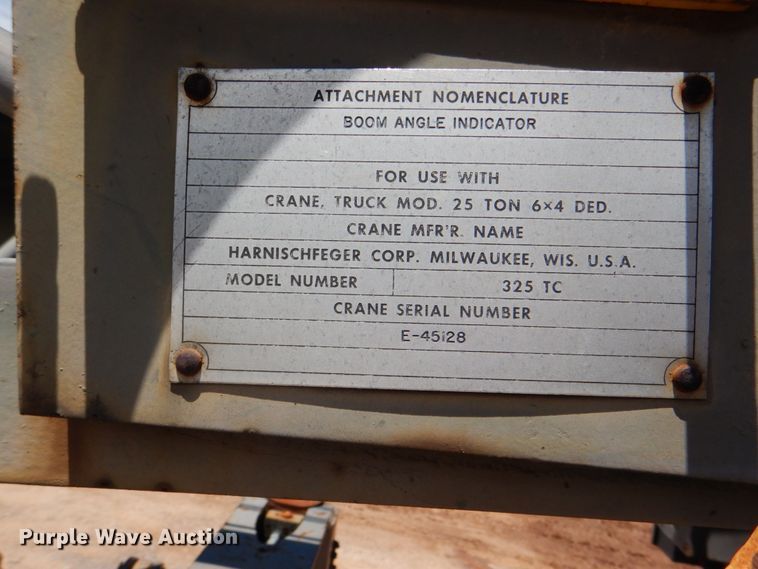 ATTACHMENT NOMENCLATURE
BOOM ANGLE INDICATOR
FOR USE WITH
CRANE, TRUCK MOD. 25 TON 6×4 DED.
CRANE MFR'R. NAME
HARNISCHFEGER CORP. MILWAUKEE, WIS. U.S.A.
MODEL NUMBER 325 TC
CRANE SERIAL NUMBER
E-45128
Purple Wave Auction